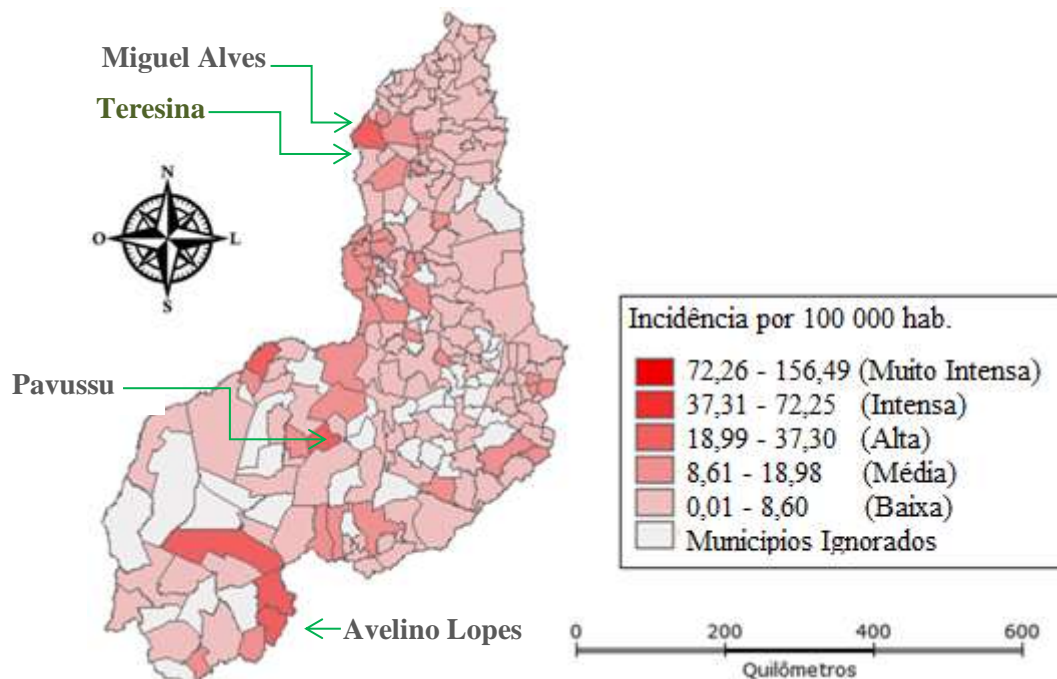 Miguel Alves
Teresina
N
O
L
S
Pavussu
Avelino Lopes
Incidência por 100 000 hab.
72,26 - 156,49 (Muito Intensa)
37,31 - 72,25 (Intensa)
18,99 - 37,30 (Alta)
8,61 - 18,98 (Média)
0,01 - 8,60 (Baixa)
Municípios Ignorados
0 200 400 600
Quilômetros